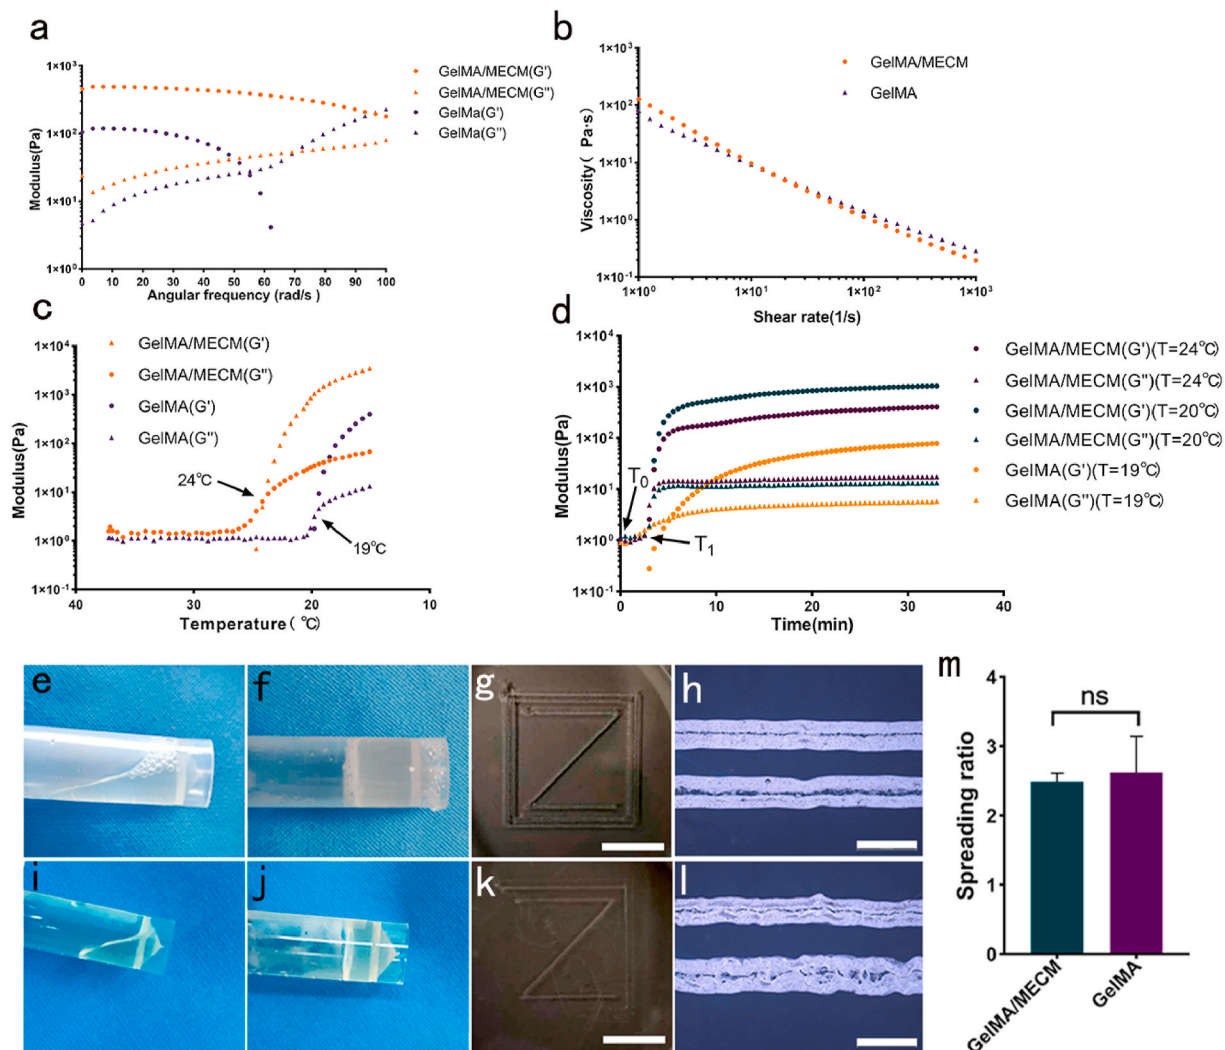 a
1×10³
1×10²
1×10¹
1×10⁰
Modulus(Pa)
0 10 20 30 40 50 60 70 80 90 100
Angular frequency (rad/s )
GelMA/MECM(G')
GelMA/MECM(G'')
GelMa(G')
GelMa(G'')
b
1×10³
1×10²
1×10¹
1×10⁰
1×10⁻¹
Viscosity( Pa·s)
1×10⁰ 1×10¹ 1×10² 1×10³
Shear rate(1/s)
GelMA/MECM
GelMA
c
1×10⁴
1×10³
1×10²
1×10¹
1×10⁰
1×10⁻¹
Modulus(Pa)
GelMA/MECM(G')
GelMA/MECM(G'')
GelMA(G')
GelMA(G'')
24℃
19℃
40 30 20 10
Temperature( ℃)
d
1×10⁴
1×10³
1×10²
1×10¹
1×10⁰
1×10⁻¹
Modulus(Pa)
T₀
T₁
0 10 20 30 40
Time(min)
GelMA/MECM(G')(T=24℃)
GelMA/MECM(G'')(T=24℃)
GelMA/MECM(G')(T=20℃)
GelMA/MECM(G'')(T=20℃)
GelMA(G')(T=19℃)
GelMA(G'')(T=19℃)
e
f
g
h
i
j
k
l
m
4
3
2
1
0
Spreading ratio
ns
GelMA/MECM
GelMA